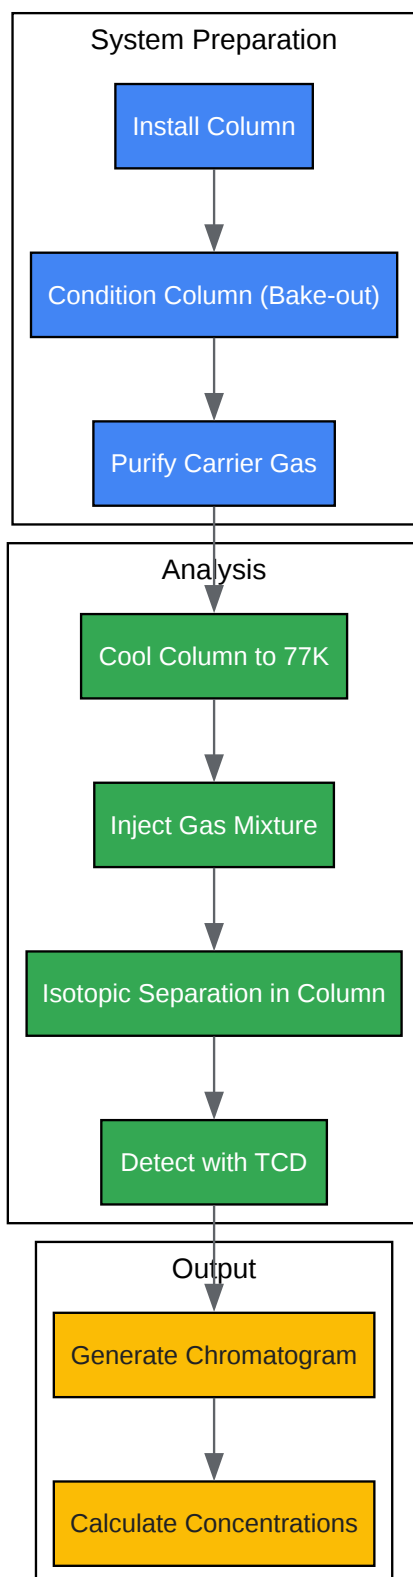 System Preparation
Install Column
Condition Column (Bake-out)
Purify Carrier Gas
Analysis
Cool Column to 77K
Inject Gas Mixture
Isotopic Separation in Column
Detect with TCD
Output
Generate Chromatogram
Calculate Concentrations